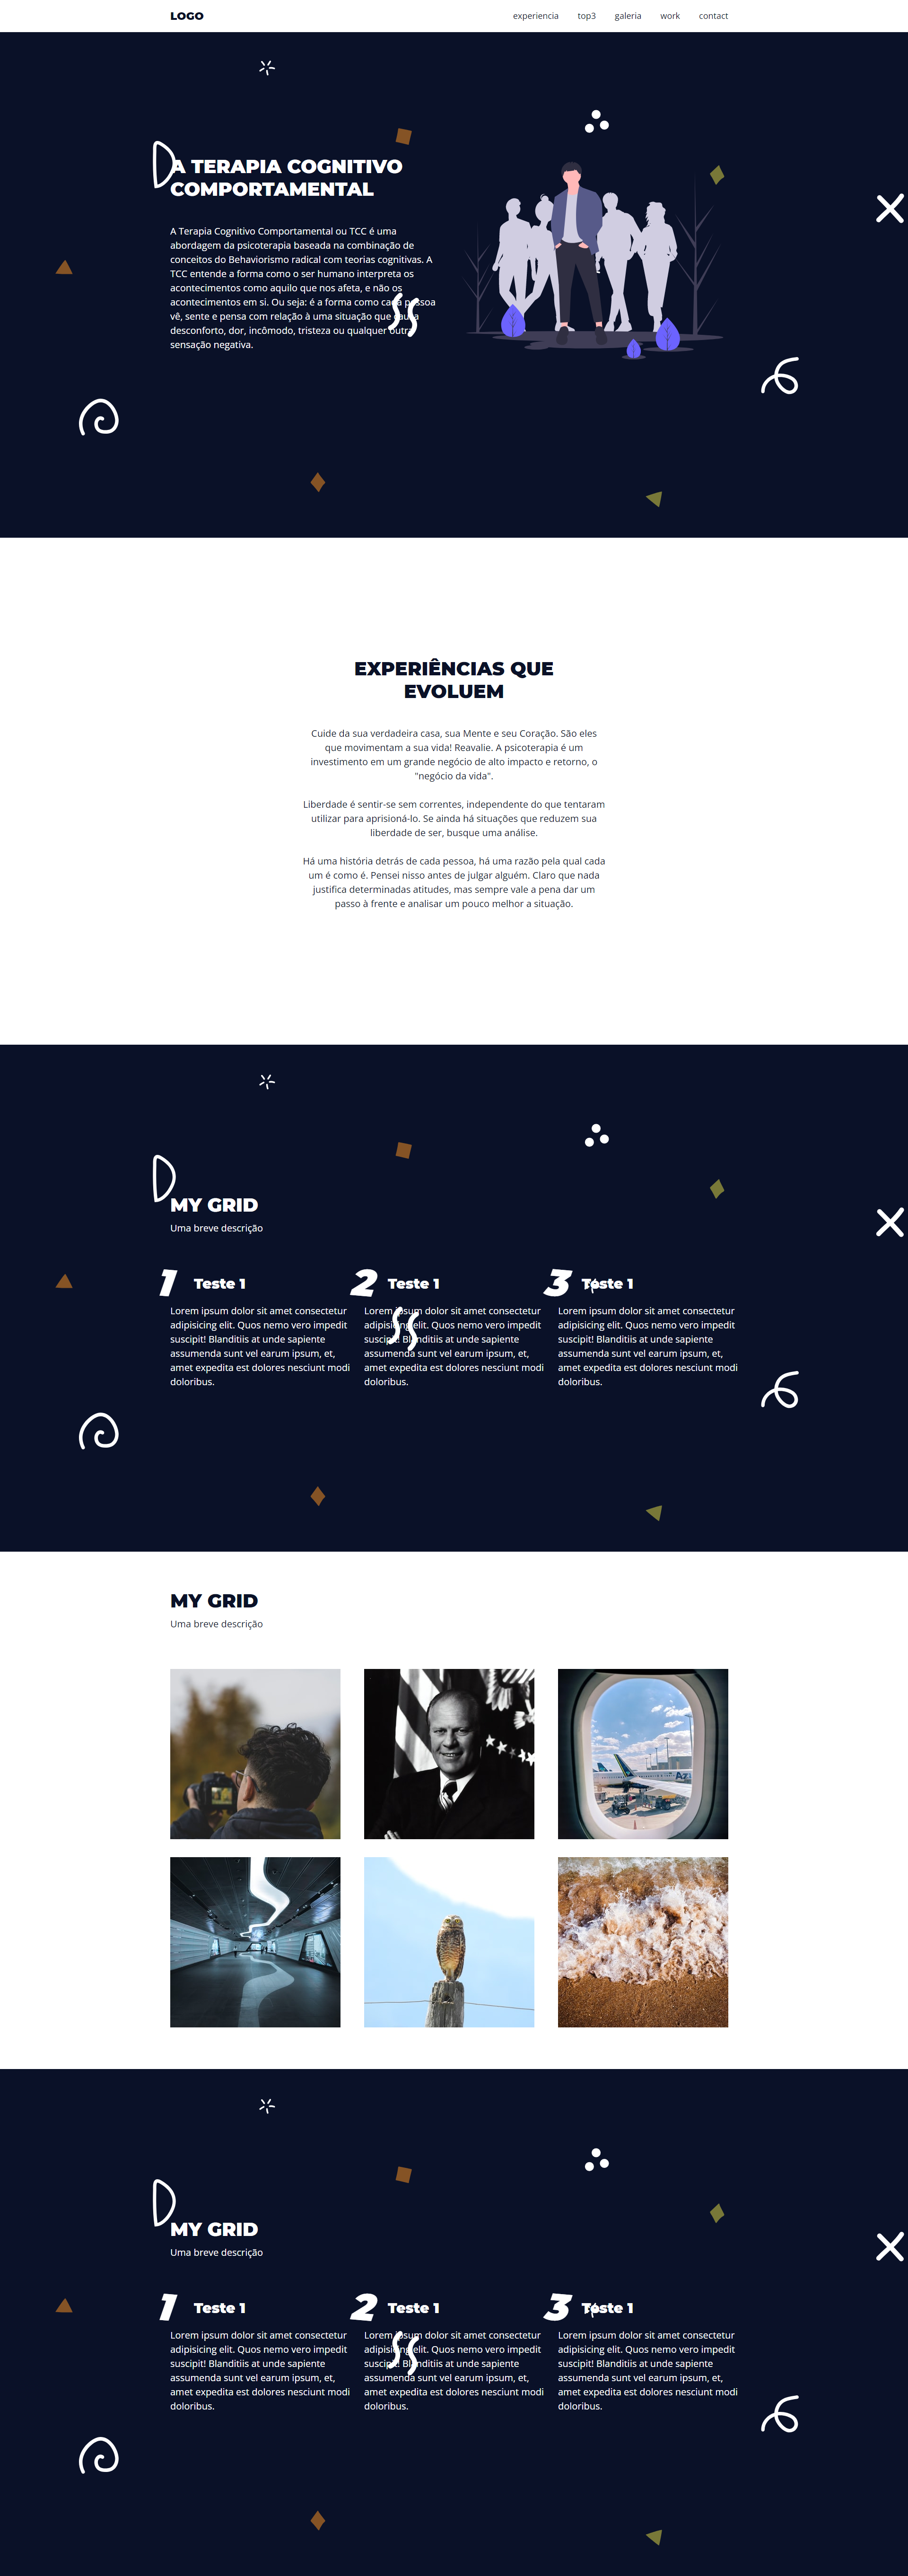 LOGO
experiencia top3 galeria work contact
A TERAPIA COGNITIVO
COMPORTAMENTAL
A Terapia Cognitivo Comportamental ou TCC é uma
abordagem da psicoterapia baseada na combinação de
conceitos do Behaviorismo radical com teorias cognitivas. A
TCC entende a forma como o ser humano interpreta os
acontecimentos como aquilo que nos afeta, e não os
acontecimentos em si. Ou seja: é a forma como cada pessoa
vê, sente e pensa com relação à uma situação que causa
desconforto, dor, incômodo, tristeza ou qualquer outra
sensação negativa.
EXPERIÊNCIAS QUE
EVOLUEM
Cuide da sua verdadeira casa, sua Mente e seu Coração. São eles
que movimentam a sua vida! Reavalie. A psicoterapia é um
investimento em um grande negócio de alto impacto e retorno, o
"negócio da vida".
Liberdade é sentir-se sem correntes, independente do que tentaram
utilizar para aprisioná-lo. Se ainda há situações que reduzem sua
liberdade de ser, busque uma análise.
Há uma história detrás de cada pessoa, há uma razão pela qual cada
um é como é. Pensei nisso antes de julgar alguém. Claro que nada
justifica determinadas atitudes, mas sempre vale a pena dar um
passo à frente e analisar um pouco melhor a situação.
MY GRID
Uma breve descrição
1 Teste 1
Lorem ipsum dolor sit amet consectetur
adipisicing elit. Quos nemo vero impedit
suscipit! Blanditiis at unde sapiente
assumenda sunt vel earum ipsum, et,
amet expedita est dolores nesciunt modi
doloribus.
2 Teste 1
Lorem ipsum dolor sit amet consectetur
adipisicing elit. Quos nemo vero impedit
suscipit! Blanditiis at unde sapiente
assumenda sunt vel earum ipsum, et,
amet expedita est dolores nesciunt modi
doloribus.
3 Teste 1
Lorem ipsum dolor sit amet consectetur
adipisicing elit. Quos nemo vero impedit
suscipit! Blanditiis at unde sapiente
assumenda sunt vel earum ipsum, et,
amet expedita est dolores nesciunt modi
doloribus.
MY GRID
Uma breve descrição
Azu
MY GRID
Uma breve descrição
1 Teste 1
Lorem ipsum dolor sit amet consectetur
adipisicing elit. Quos nemo vero impedit
suscipit! Blanditiis at unde sapiente
assumenda sunt vel earum ipsum, et,
amet expedita est dolores nesciunt modi
doloribus.
2 Teste 1
Lorem ipsum dolor sit amet consectetur
adipisicing elit. Quos nemo vero impedit
suscipit! Blanditiis at unde sapiente
assumenda sunt vel earum ipsum, et,
amet expedita est dolores nesciunt modi
doloribus.
3 Teste 1
Lorem ipsum dolor sit amet consectetur
adipisicing elit. Quos nemo vero impedit
suscipit! Blanditiis at unde sapiente
assumenda sunt vel earum ipsum, et,
amet expedita est dolores nesciunt modi
doloribus.